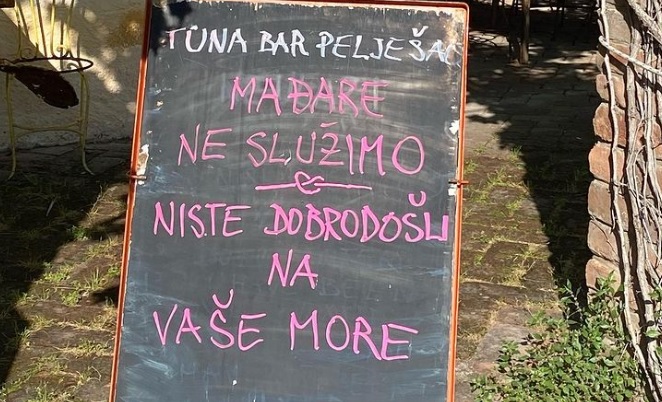 TUNA BAR PELJEŠAC
MAĐARE
NE SLUŽIMO
NISTE DOBRODOŠLI
NA
VAŠE MORE